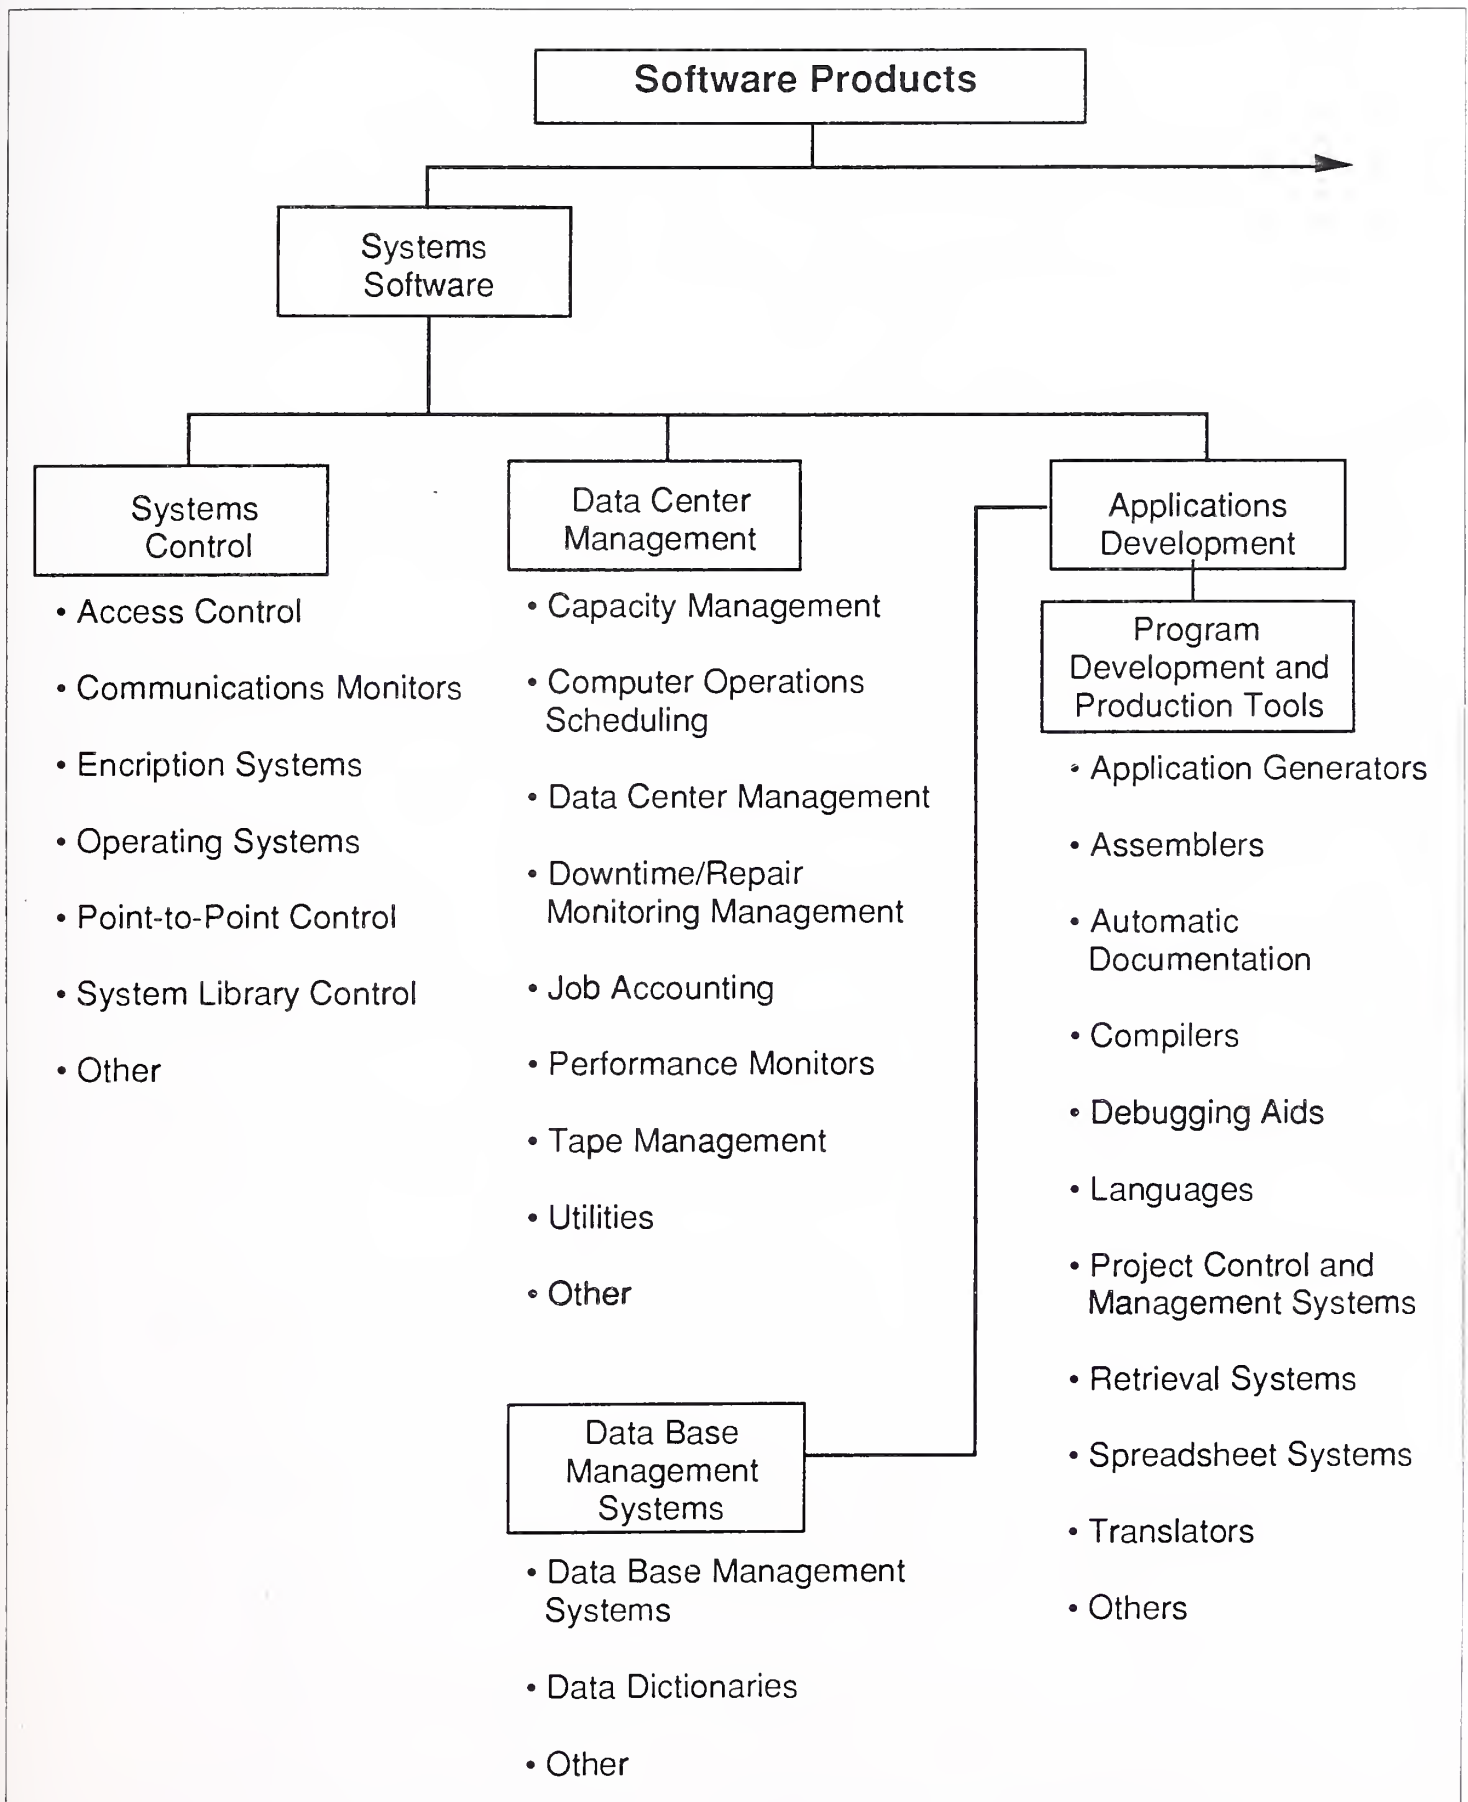 Software Products
Systems
Software
Systems
Control
• Access Control
• Communications Monitors
• Encription Systems
• Operating Systems
• Point-to-Point Control
• System Library Control
• Other
Data Center
Management
• Capacity Management
• Computer Operations
Scheduling
• Data Center Management
• Downtime/Repair
Monitoring Management
• Job Accounting
• Performance Monitors
• Tape Management
• Utilities
• Other
Applications
Development
Program
Development and
Production Tools
• Application Generators
• Assemblers
• Automatic
Documentation
• Compilers
• Debugging Aids
• Languages
• Project Control and
Management Systems
• Retrieval Systems
• Spreadsheet Systems
• Translators
• Others
Data Base
Management
Systems
• Data Base Management
Systems
• Data Dictionaries
• Other